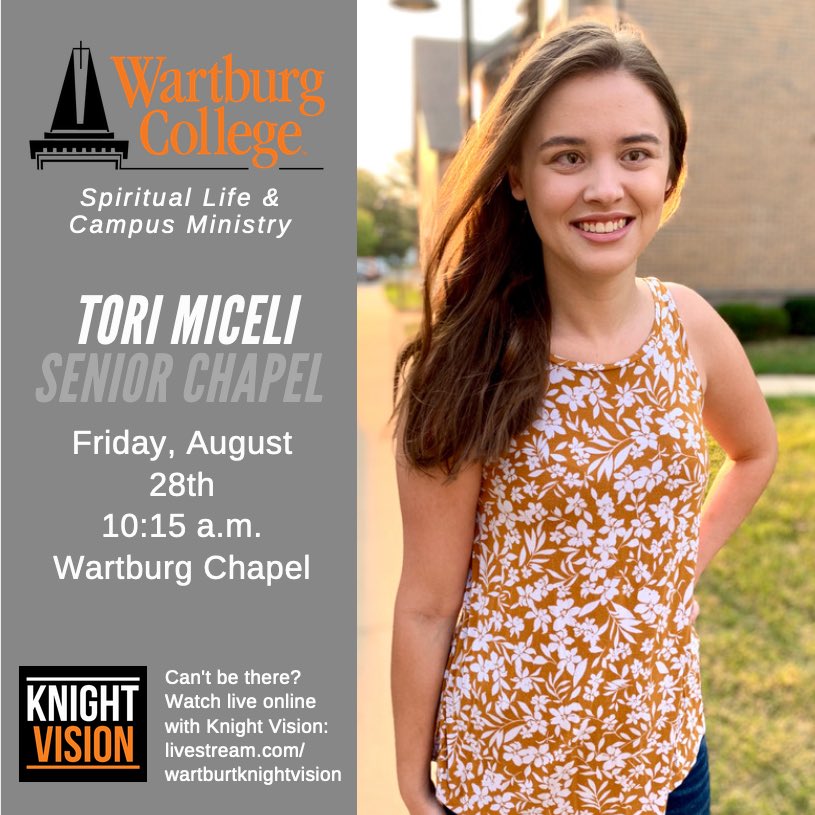 Wartburg
College
Spiritual Life &
Campus Ministry
TORI MICELI
SENIOR CHAPEL
Friday, August
28th
10:15 a.m.
Wartburg Chapel
KNIGHT
VISION
Can't be there?
Watch live online
with Knight Vision:
livestream.com/
wartburtknightvision